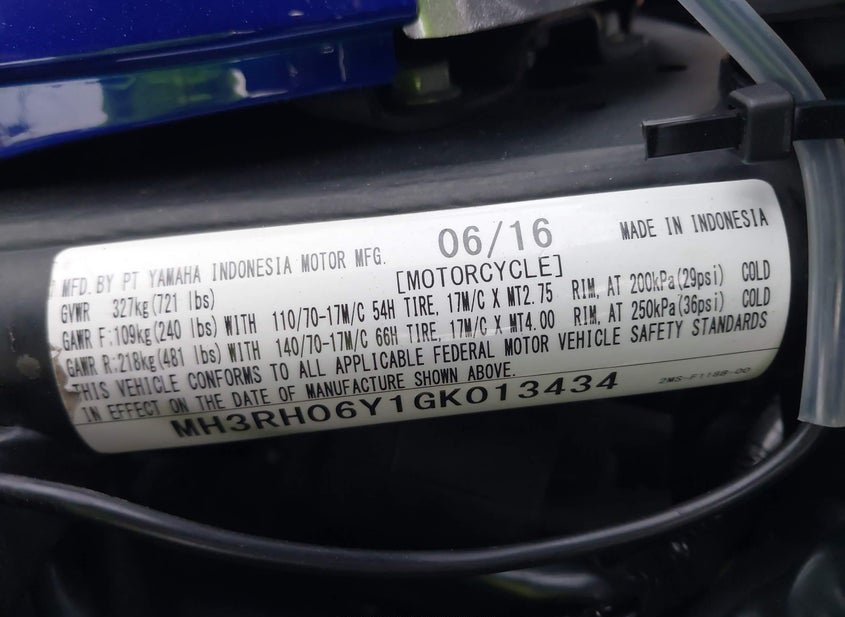 MFD. BY PT YAMAHA INDONESIA MOTOR MFG. 06/16 MADE IN INDONESIA
GVWR 327kg(721 lbs) [MOTORCYCLE]
GAWR F:109kg(240 lbs) WITH 110/70-17M/C 54H TIRE, 17M/C X MT2.75 RIM, AT 200kPa(29psi) COLD
GAWR R:218kg(481 lbs) WITH 140/70-17M/C 66H TIRE, 17M/C X MT4.00 RIM, AT 250kPa(36psi) COLD
THIS VEHICLE CONFORMS TO ALL APPLICABLE FEDERAL MOTOR VEHICLE SAFETY STANDARDS
IN EFFECT ON THE DATE OF MANUFACTURE SHOWN ABOVE.
MH3RH06Y1GK013434 2MS-F1188-00